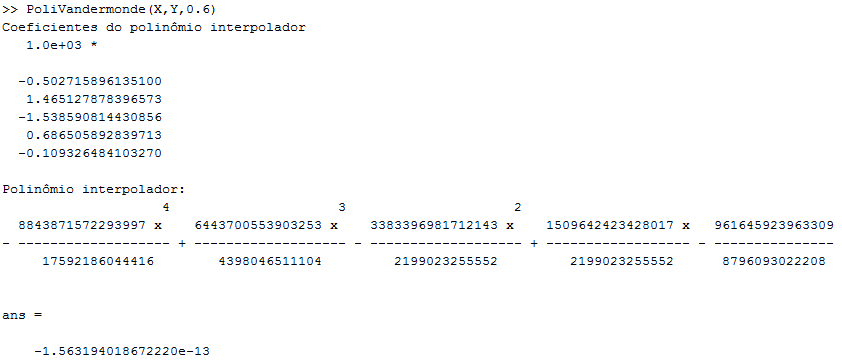 >> PoliVandermonde(X,Y,0.6)
Coeficientes do polinômio interpolador
1.0e+03 *
-0.502715896135100
1.465127878396573
-1.538590814430856
0.686505892839713
-0.109326484103270
Polinômio interpolador:
4 3 2
8843871572293997 x 6443700553903253 x 3383396981712143 x 1509642423428017 x 961645923963309
- ------------------- + ------------------- - ------------------- + ------------------ - ---------------
17592186044416 4398046511104 2199023255552 2199023255552 8796093022208
ans =
-1.563194018672220e-13